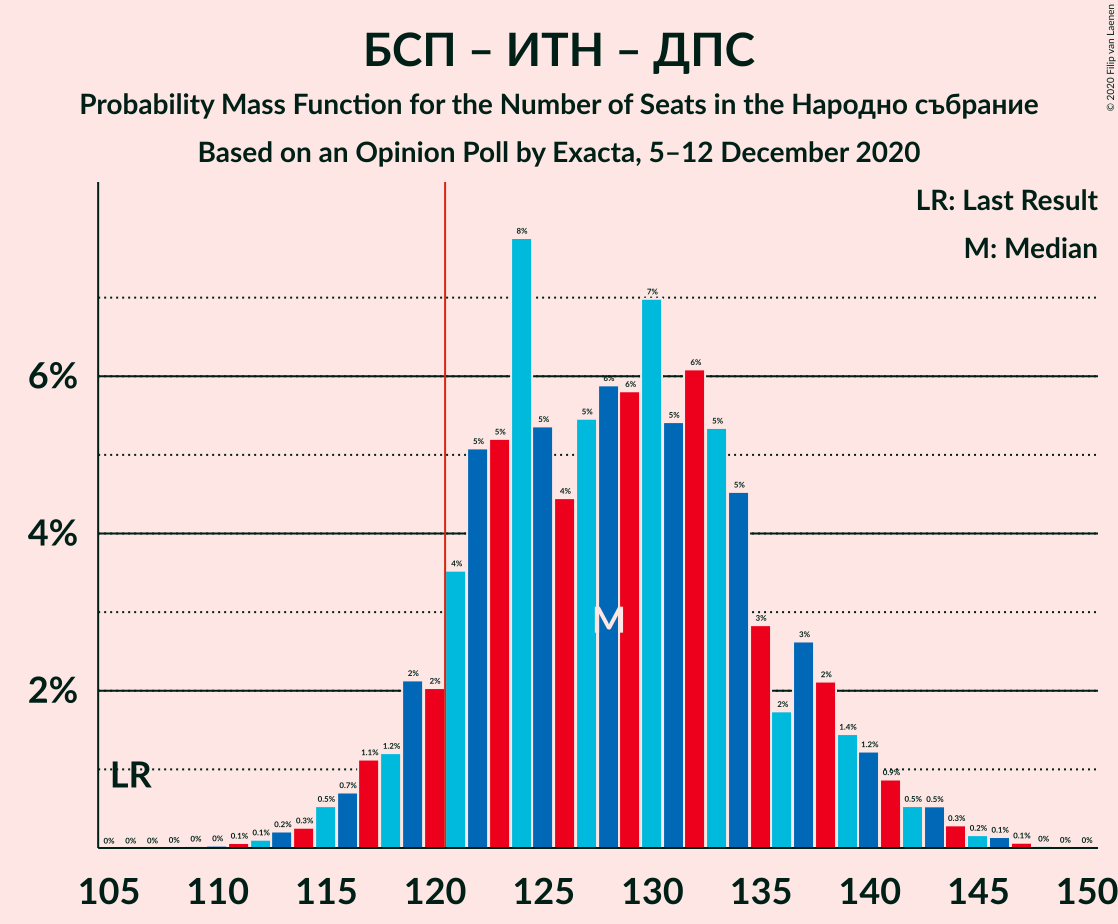 БСП – ИТН – ДПС
Probability Mass Function for the Number of Seats in the Народно събрание
Based on an Opinion Poll by Exacta, 5–12 December 2020
© 2020 Filip van Laenen
LR: Last Result
M: Median
6%
4%
2%
0% 0% 0% 0% 0% 0% 0.1% 0.1% 0.2% 0.3% 0.5% 0.7% 1.1% 1.2% 2% 2% 4% 5% 5% 8% 5% 4% 5% 6% 6% 7% 5% 6% 5% 5% 3% 2% 3% 2% 1.4% 1.2% 0.9% 0.5% 0.5% 0.3% 0.2% 0.1% 0.1% 0% 0% 0%
M
LR
105 110 115 120 125 130 135 140 145 150